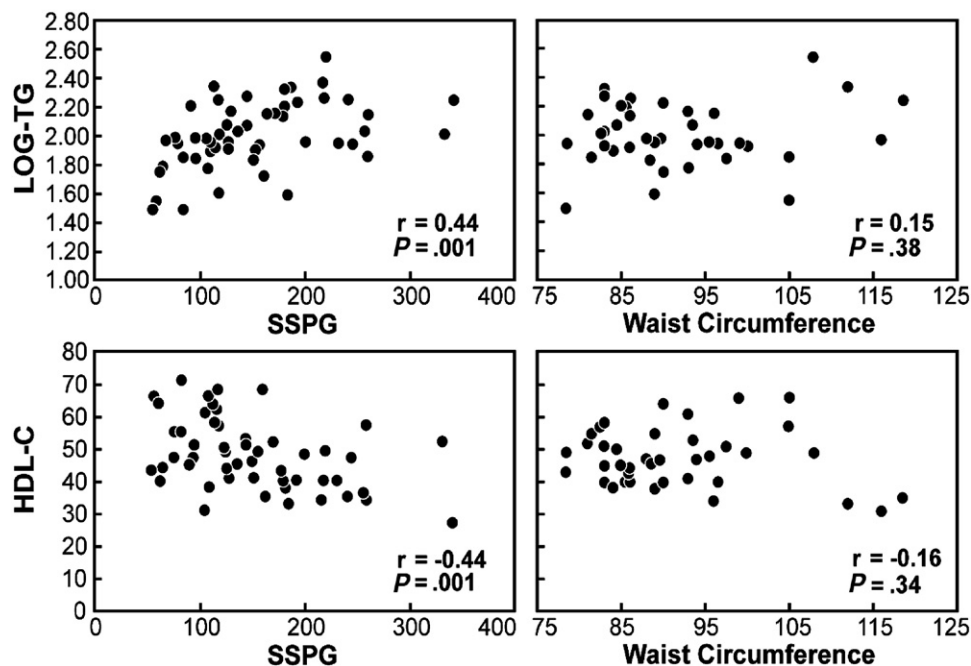 2.80
2.60
2.40
2.20
2.00
1.80
1.60
1.40
1.20
1.00
LOG-TG
r = 0.44
P = .001
0 100 200 300 400
SSPG
r = 0.15
P = .38
75 85 95 105 115 125
Waist Circumference
80
70
60
50
40
30
20
10
0
HDL-C
r = -0.44
P = .001
0 100 200 300 400
SSPG
r = -0.16
P = .34
75 85 95 105 115 125
Waist Circumference